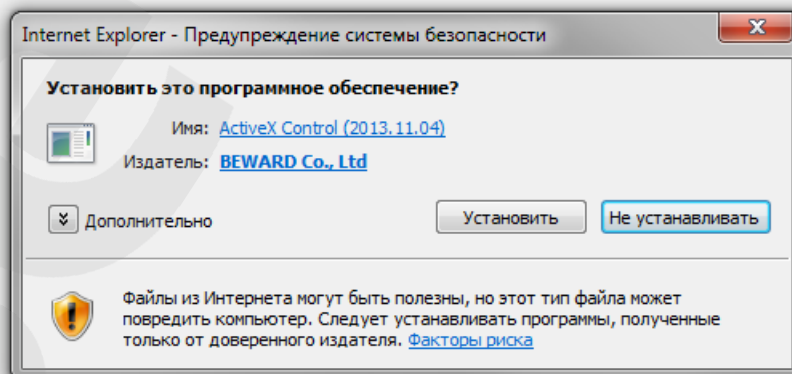 Internet Explorer - Предупреждение системы безопасности
Установить это программное обеспечение?
Имя: ActiveX Control (2013.11.04)
Издатель: BEWARD Co., Ltd
Дополнительно
Установить
Не устанавливать
Файлы из Интернета могут быть полезны, но этот тип файла может
повредить компьютер. Следует устанавливать программы, полученные
только от доверенного издателя. Факторы риска